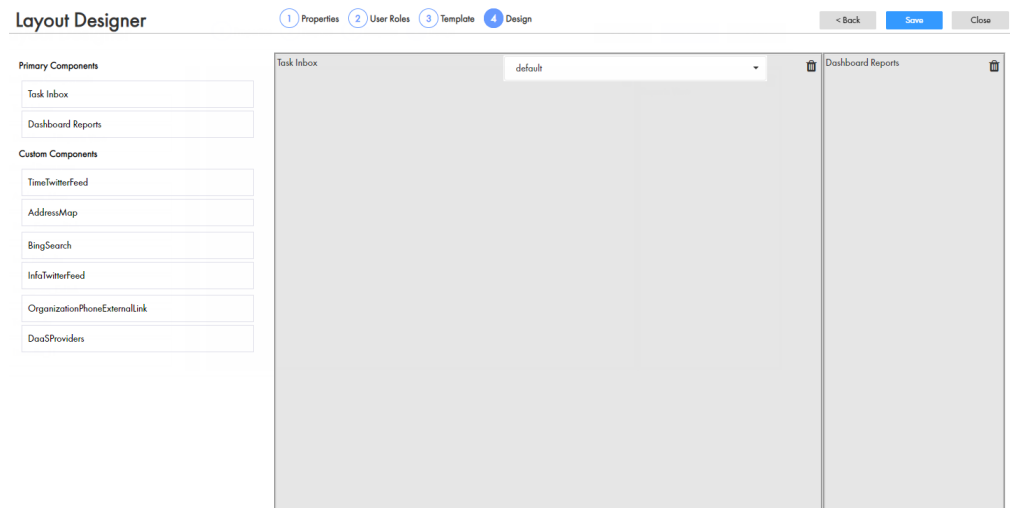 Layout Designer
1 Properties 2 User Roles 3 Template 4 Design
< Back Save Close
Primary Components
Task Inbox
Dashboard Reports
Custom Components
TimeTwitterFeed
AddressMap
BingSearch
InfaTwitterFeed
OrganizationPhoneExternalLink
DaaSProviders
Task Inbox default
Dashboard Reports